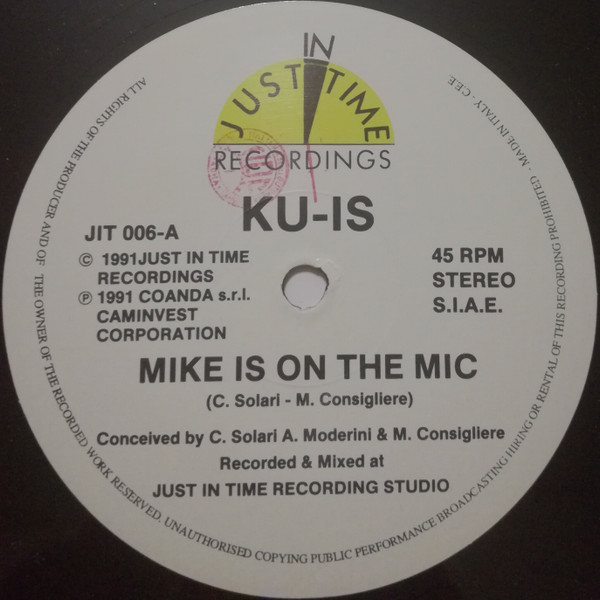 JUST IN TIME
RECORDINGS
KU-IS
JIT 006-A
© 1991JUST IN TIME
RECORDINGS
℗ 1991 COANDA s.r.l.
CAMINVEST
CORPORATION
45 RPM
STEREO
S.I.A.E.
MIKE IS ON THE MIC
(C. Solari - M. Consigliere)
Conceived by C. Solari A. Moderini & M. Consigliere
Recorded & Mixed at
JUST IN TIME RECORDING STUDIO
ALL RIGHTS OF THE PRODUCER AND OF THE OWNER OF THE RECORDED WORK RESERVED. UNAUTHORISED COPYING PUBLIC PERFORMANCE BROADCASTING HIRING OR RENTAL OF THIS RECORDING PROHIBITED - MADE IN ITALY - C.E.E.